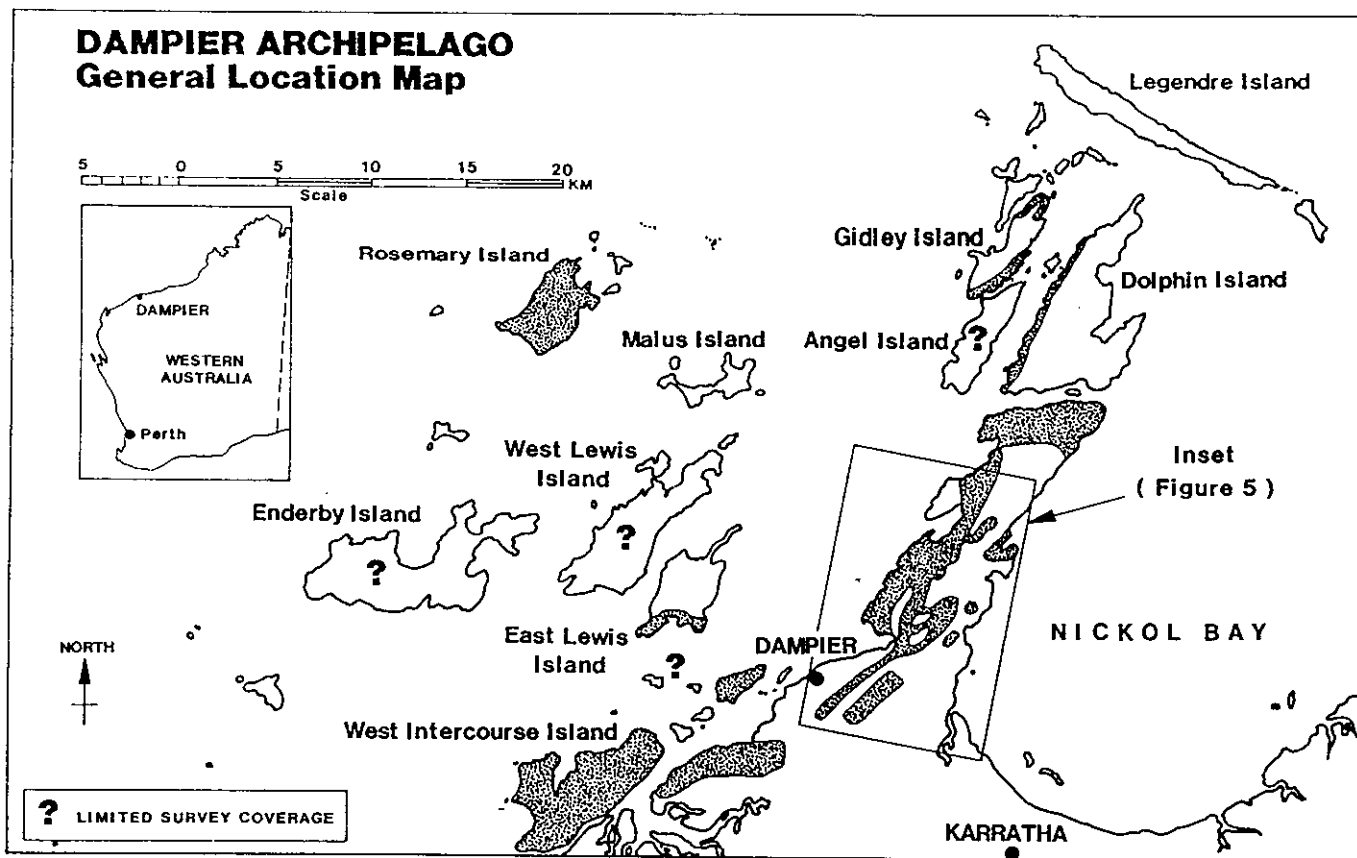 DAMPIER ARCHIPELAGO
General Location Map
5 0 5 10 15 20
KM
Scale
DAMPIER
WESTERN
AUSTRALIA
Perth
Legendre Island
Rosemary Island
Gidley Island
Dolphin Island
Malus Island
Angel Island
?
West Lewis
Island
?
Inset
( Figure 5 )
Enderby Island
?
East Lewis
Island
?
DAMPIER
NICKOL BAY
NORTH
West Intercourse Island
? LIMITED SURVEY COVERAGE
KARRATHA